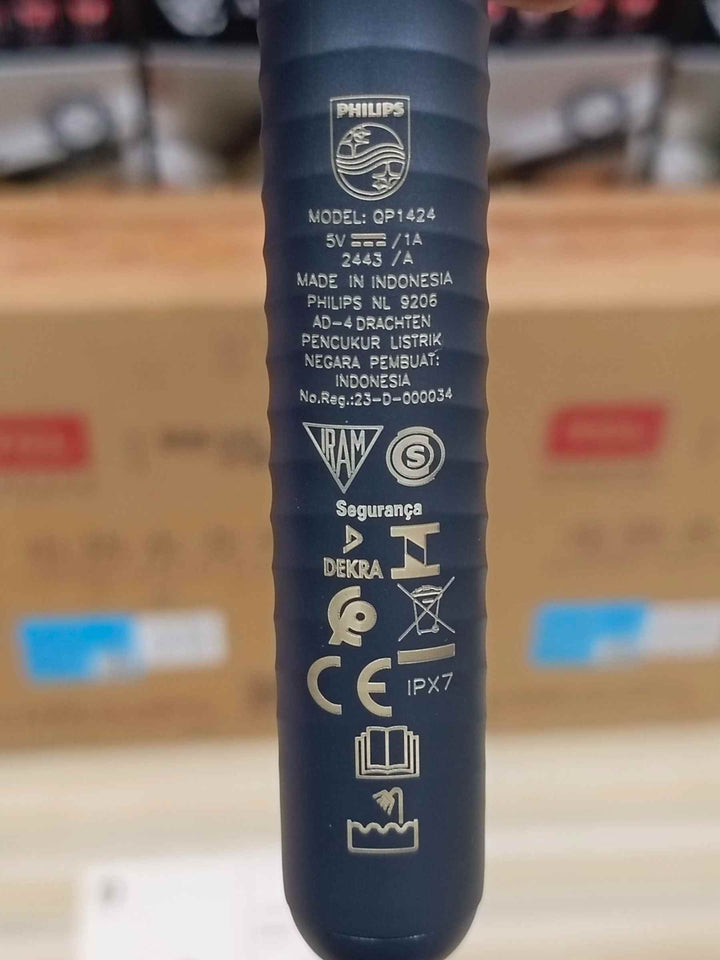 PHILIPS
MODEL: QP1424
5V /1A
2443 /A
MADE IN INDONESIA
PHILIPS NL 9206
AD-4 DRACHTEN
PENCUKUR LISTRIK
NEGARA PEMBUAT:
INDONESIA
No.Reg.:23-D-000034
IRAM S
Segurança
DEKRA
CE IPX7